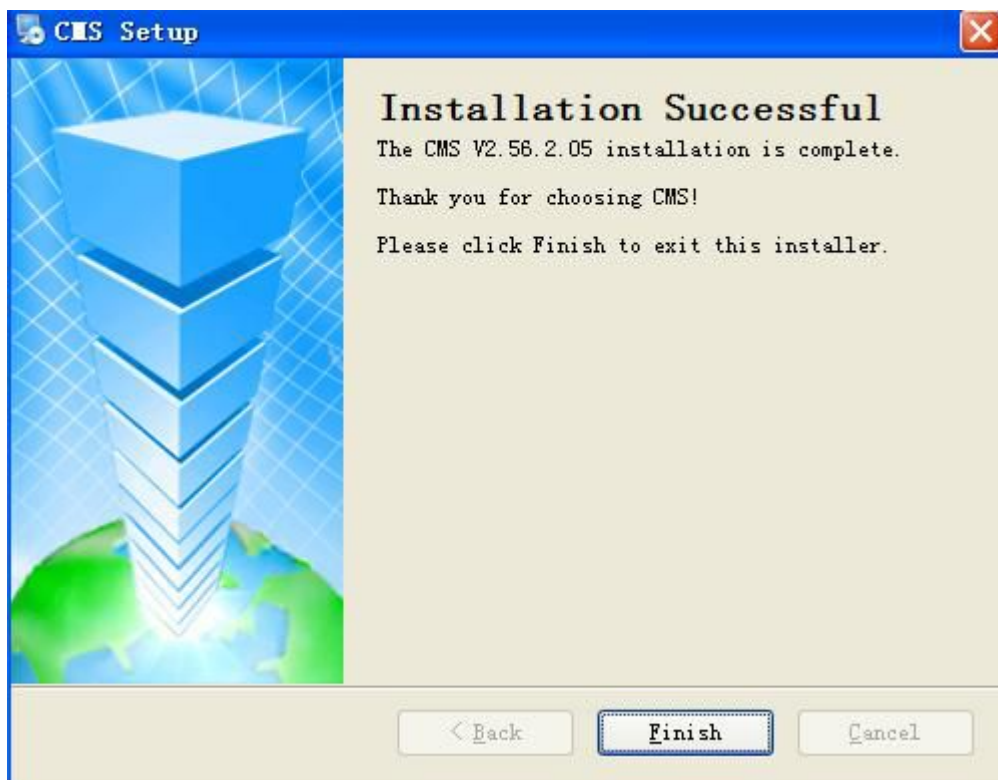 CMS Setup
Installation Successful
The CMS V2.56.2.05 installation is complete.
Thank you for choosing CMS!
Please click Finish to exit this installer.
< Back Finish Cancel